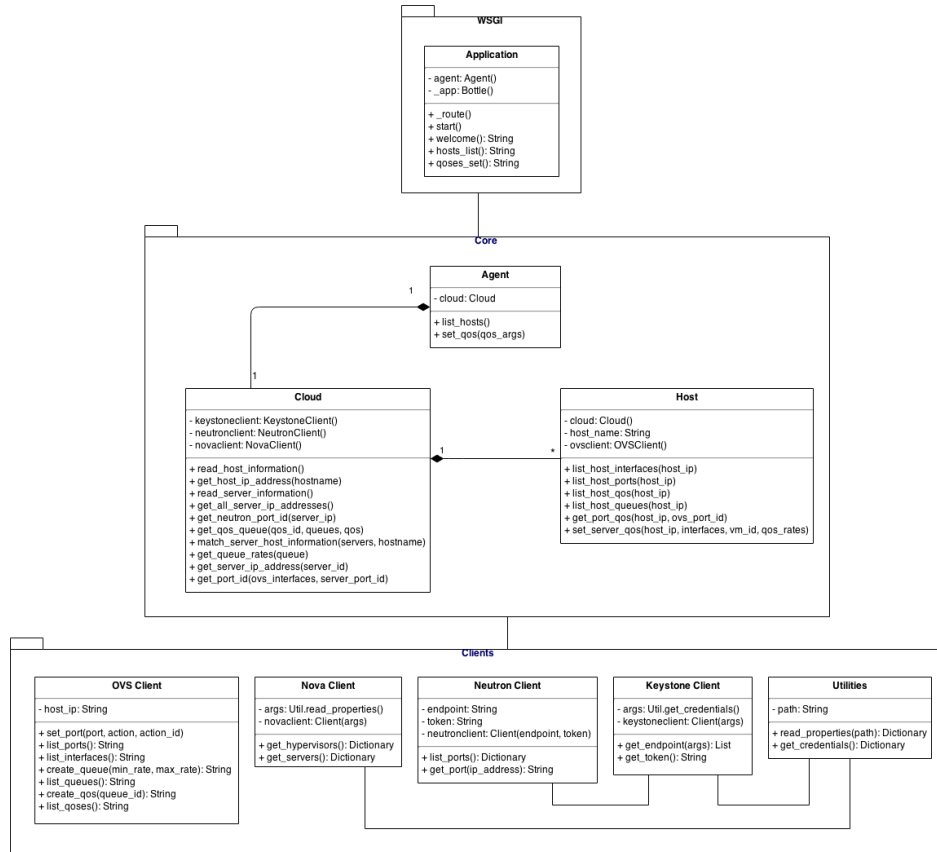 WSGI
Application
- agent: Agent()
- _app: Bottle()
+ _route()
+ start()
+ welcome(): String
+ hosts_list(): String
+ qoses_set(): String
Core
Agent
- cloud: Cloud
+ list_hosts()
+ set_qos(qos_args)
1
1
Cloud
- keystoneclient: KeystoneClient()
- neutronclient: NeutronClient()
- novaclient: NovaClient()
+ read_host_information()
+ get_host_ip_address(hostname)
+ read_server_information()
+ get_all_server_ip_addresses()
+ get_neutron_port_id(server_ip)
+ get_qos_queue(qos_id, queues, qos)
+ match_server_host_information(servers, hostname)
+ get_queue_rates(queue)
+ get_server_ip_address(server_id)
+ get_port_id(ovs_interfaces, server_port_id)
1
*
Host
- cloud: Cloud()
- host_name: String
- ovsclient: OVSClient()
+ list_host_interfaces(host_ip)
+ list_host_ports(host_ip)
+ list_host_qos(host_ip)
+ list_host_queues(host_ip)
+ get_port_qos(host_ip, ovs_port_id)
+ set_server_qos(host_ip, interfaces, vm_id, qos_rates)
Clients
OVS Client
- host_ip: String
+ set_port(port, action, action_id)
+ list_ports(): String
+ list_interfaces(): String
+ create_queue(min_rate, max_rate): String
+ list_queues(): String
+ create_qos(queue_id): String
+ list_qoses(): String
Nova Client
- args: Util.read_properties()
- novaclient: Client(args)
+ get_hypervisors(): Dictionary
+ get_servers(): Dictionary
Neutron Client
- endpoint: String
- token: String
- neutronclient: Client(endpoint, token)
+ list_ports(): Dictionary
+ get_port(ip_address): String
Keystone Client
- args: Util.get_credentials()
- keystoneclient: Client(args)
+ get_endpoint(args): List
+ get_token(): String
Utilities
- path: String
+ read_properties(path): Dictionary
+ get_credentials(): Dictionary